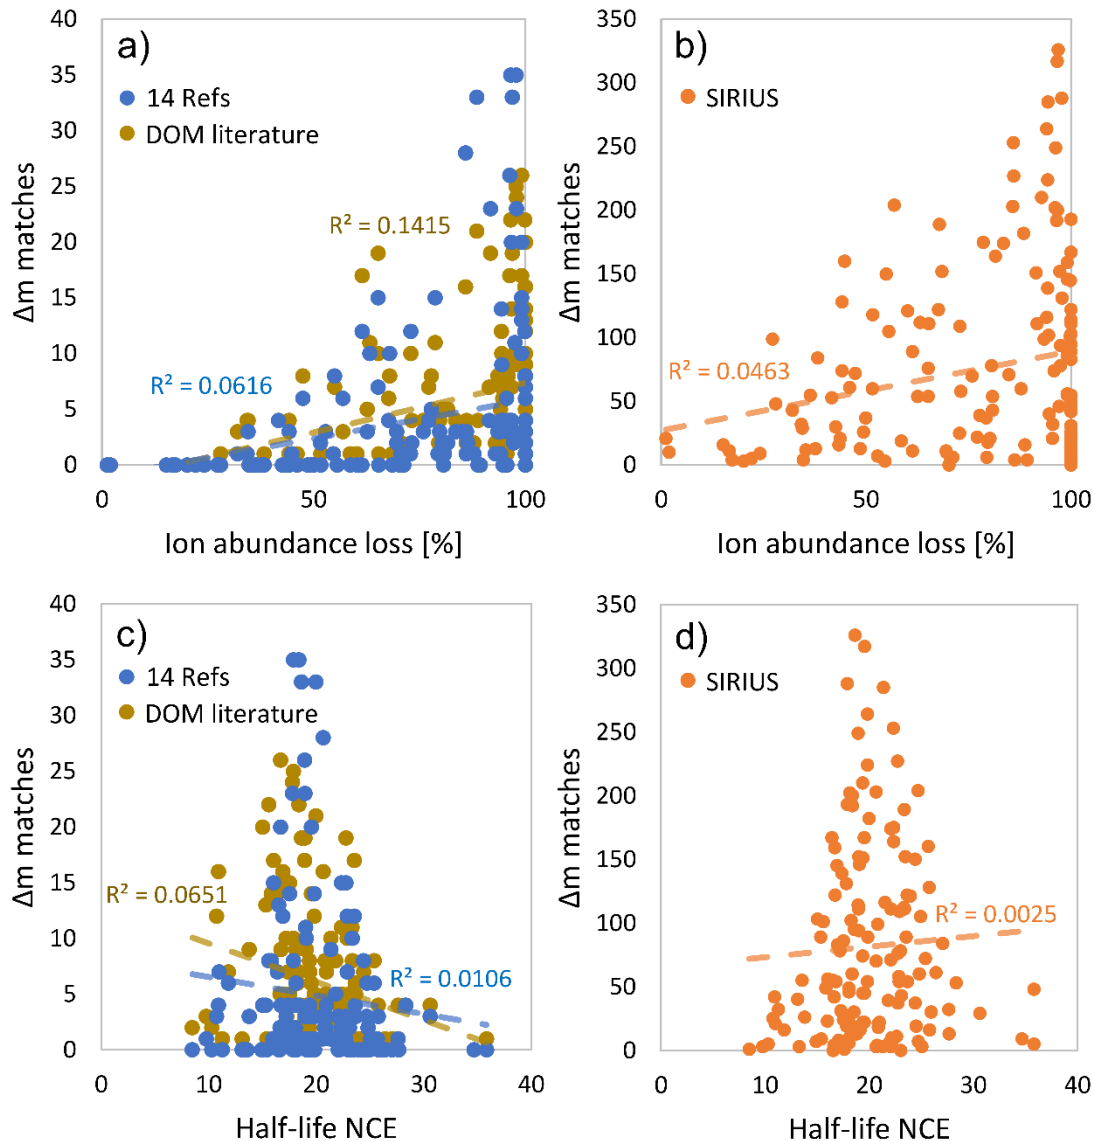 a)
14 Refs
DOM literature
R² = 0.1415
R² = 0.0616
Δm matches
40
35
30
25
20
15
10
5
0
0
50
100
Ion abundance loss [%]
b)
SIRIUS
R² = 0.0463
Δm matches
350
300
250
200
150
100
50
0
0
50
100
Ion abundance loss [%]
c)
14 Refs
DOM literature
R² = 0.0651
R² = 0.0106
Δm matches
40
35
30
25
20
15
10
5
0
0
10
20
30
40
Half-life NCE
d)
SIRIUS
R² = 0.0025
Δm matches
350
300
250
200
150
100
50
0
0
10
20
30
40
Half-life NCE